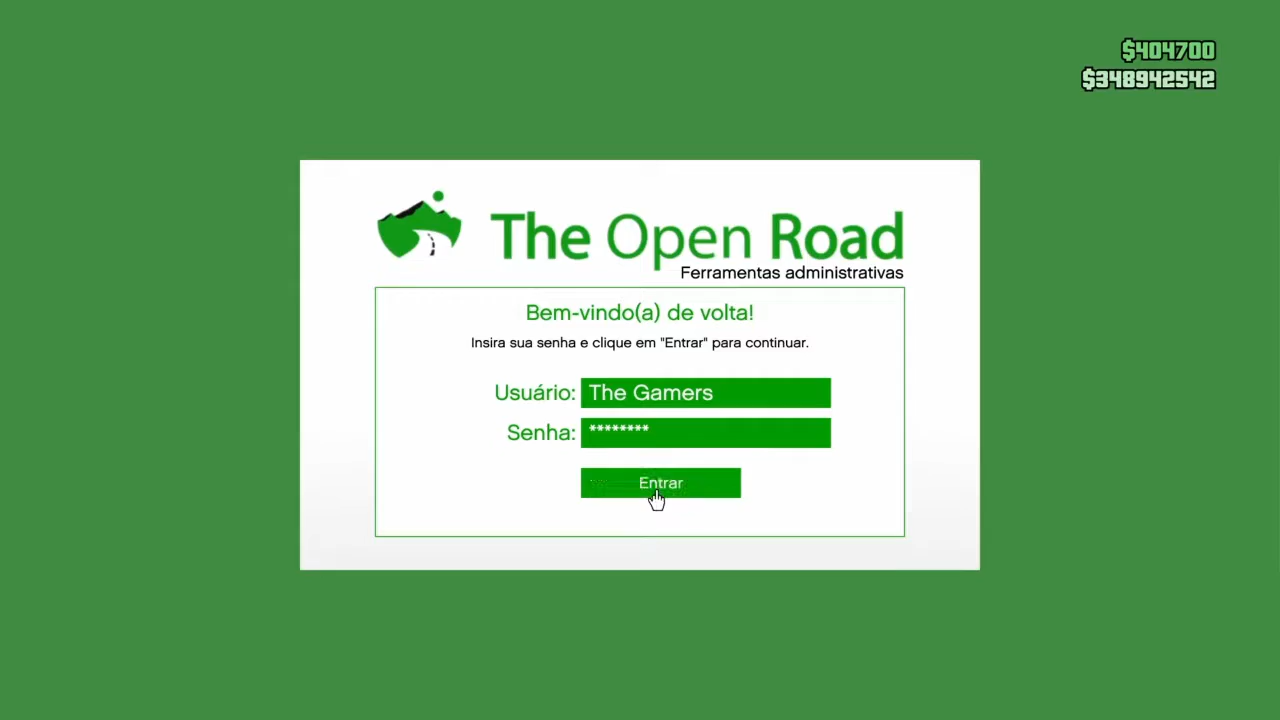 $404700
$348942542
The Open Road
Ferramentas administrativas
Bem-vindo(a) de volta!
Insira sua senha e clique em "Entrar" para continuar.
Usuário: The Gamers
Senha: ********
Entrar